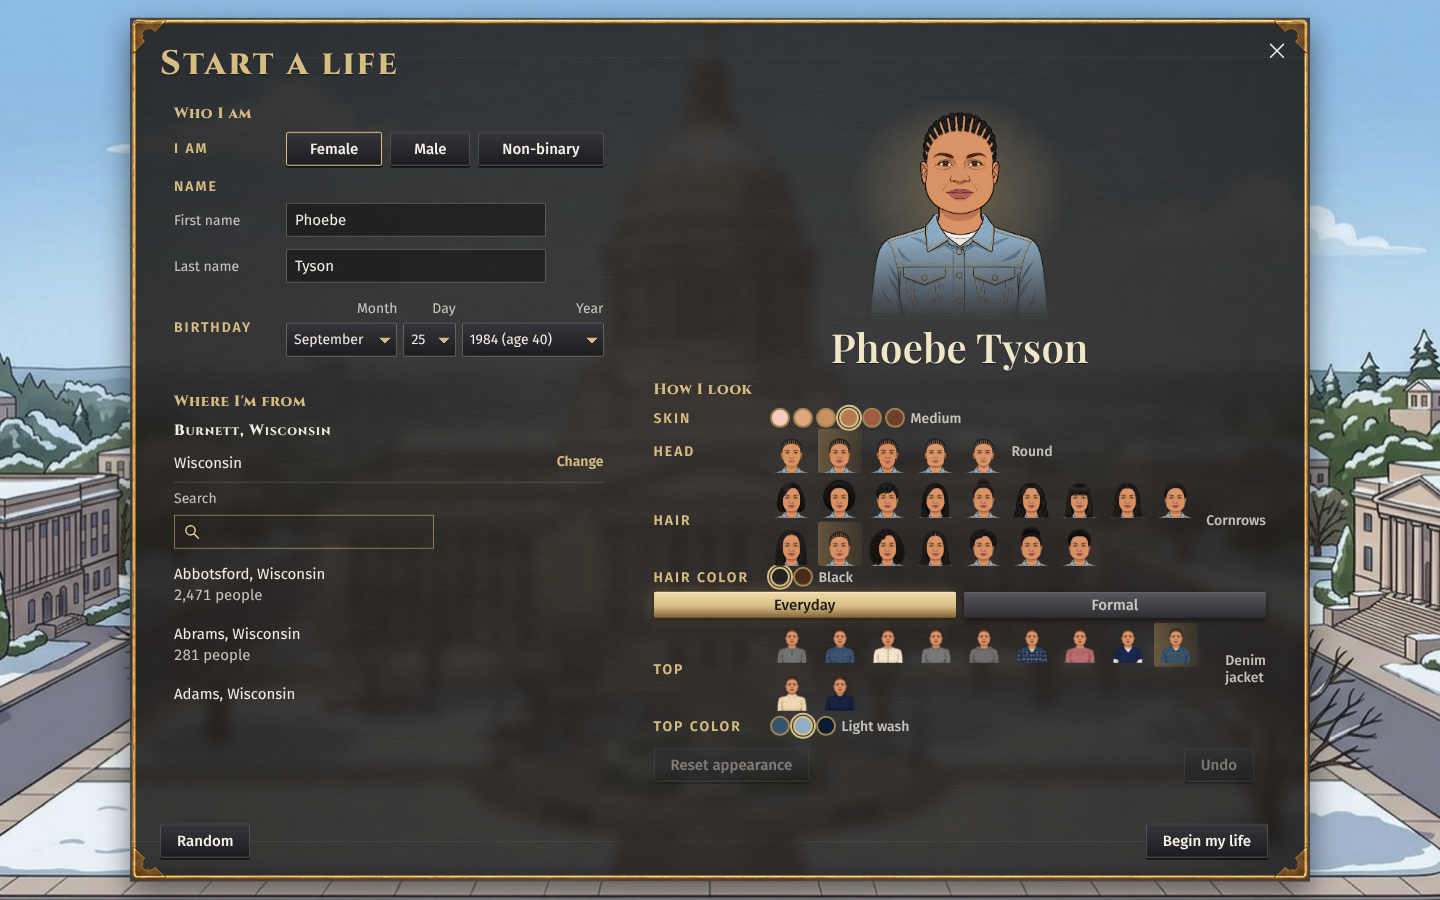 START A LIFE
WHO I AM
I AM
Female
Male
Non-binary
NAME
First name
Phoebe
Last name
Tyson
Month
Day
Year
BIRTHDAY
September
25
1984 (age 40)
WHERE I'M FROM
BURNETT, WISCONSIN
Wisconsin
Change
Search
Abbotsford, Wisconsin
2,471 people
Abrams, Wisconsin
281 people
Adams, Wisconsin
Random
Phoebe Tyson
HOW I LOOK
SKIN
Medium
HEAD
Round
HAIR
Cornrows
HAIR COLOR
Black
Everyday
Formal
TOP
Denim
jacket
TOP COLOR
Light wash
Reset appearance
Undo
Begin my life